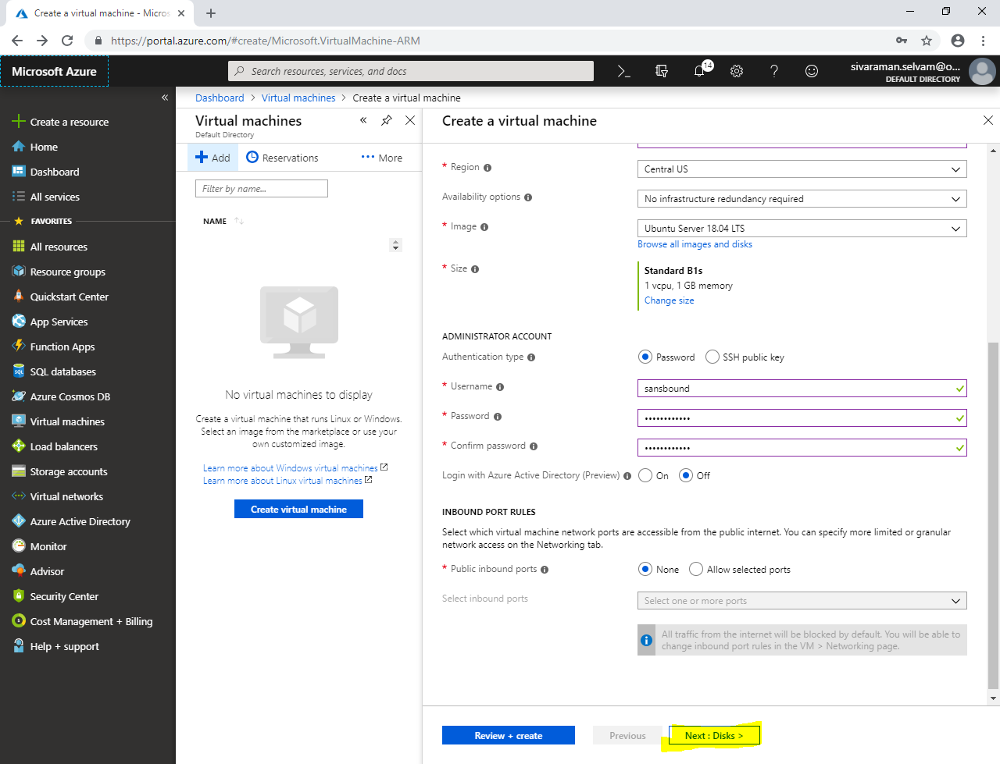 Create a virtual machine - Micros
https://portal.azure.com/#create/Microsoft.VirtualMachine-ARM
Microsoft Azure
Search resources, services, and docs
14
sivaraman.selvam@o...
DEFAULT DIRECTORY
Create a resource
Home
Dashboard
All services
FAVORITES
All resources
Resource groups
Quickstart Center
App Services
Function Apps
SQL databases
Azure Cosmos DB
Virtual machines
Load balancers
Storage accounts
Virtual networks
Azure Active Directory
Monitor
Advisor
Security Center
Cost Management + Billing
Help + support
Dashboard > Virtual machines > Create a virtual machine
Virtual machines
Default Directory
Add
Reservations
More
Filter by name...
NAME
No virtual machines to display
Create a virtual machine that runs Linux or Windows.
Select an image from the marketplace or use your
own customized image.
Learn more about Windows virtual machines
Learn more about Linux virtual machines
Create virtual machine
Create a virtual machine
* Region
Central US
Availability options
No infrastructure redundancy required
* Image
Ubuntu Server 18.04 LTS
Browse all images and disks
* Size
Standard B1s
1 vcpu, 1 GB memory
Change size
ADMINISTRATOR ACCOUNT
Authentication type
Password
SSH public key
* Username
sansbound
* Password
••••••••••••
* Confirm password
••••••••••••
Login with Azure Active Directory (Preview)
On
Off
INBOUND PORT RULES
Select which virtual machine network ports are accessible from the public internet. You can specify more limited or granular
network access on the Networking tab.
* Public inbound ports
None
Allow selected ports
Select inbound ports
Select one or more ports
All traffic from the internet will be blocked by default. You will be able to
change inbound port rules in the VM > Networking page.
Review + create
Previous
Next : Disks >